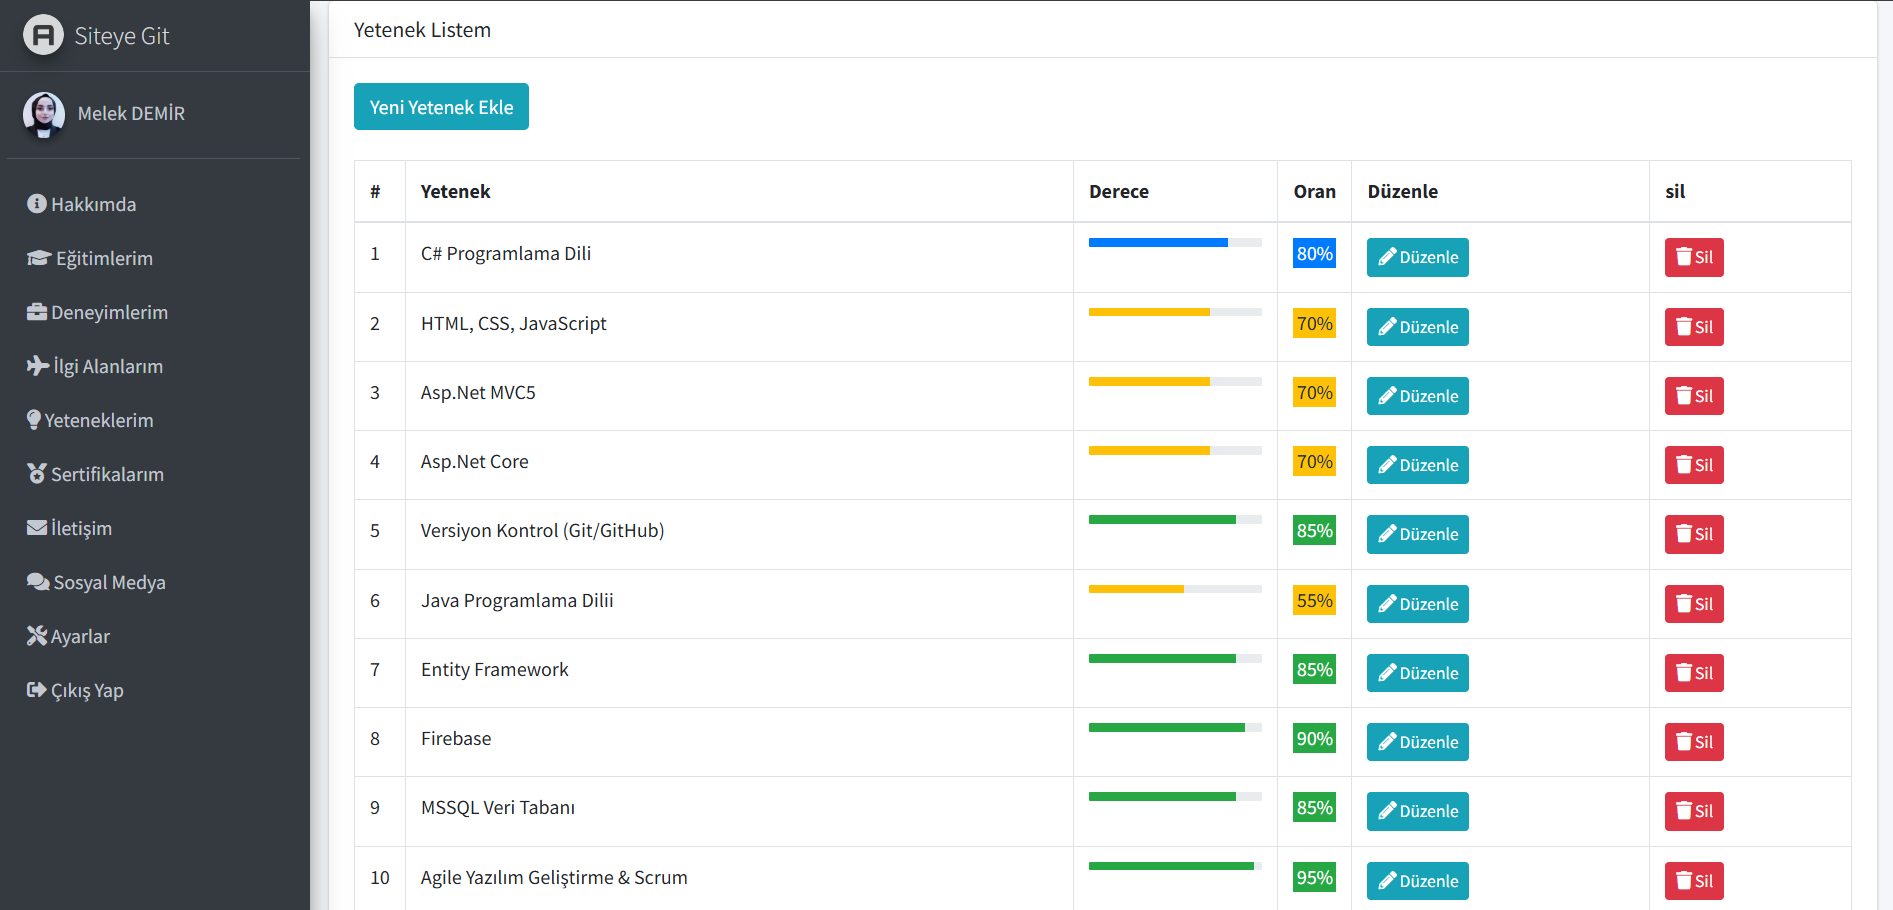 Siteye Git
Melek DEMİR
Hakkımda
Eğitimlerim
Deneyimlerim
İlgi Alanlarım
Yeteneklerim
Sertifikalarım
İletişim
Sosyal Medya
Ayarlar
Çıkış Yap
Yetenek Listem
Yeni Yetenek Ekle
# Yetenek Derece Oran Düzenle sil
1 C# Programlama Dili 80% Düzenle Sil
2 HTML, CSS, JavaScript 70% Düzenle Sil
3 Asp.Net MVC5 70% Düzenle Sil
4 Asp.Net Core 70% Düzenle Sil
5 Versiyon Kontrol (Git/GitHub) 85% Düzenle Sil
6 Java Programlama Dilii 55% Düzenle Sil
7 Entity Framework 85% Düzenle Sil
8 Firebase 90% Düzenle Sil
9 MSSQL Veri Tabanı 85% Düzenle Sil
10 Agile Yazılım Geliştirme & Scrum 95% Düzenle Sil